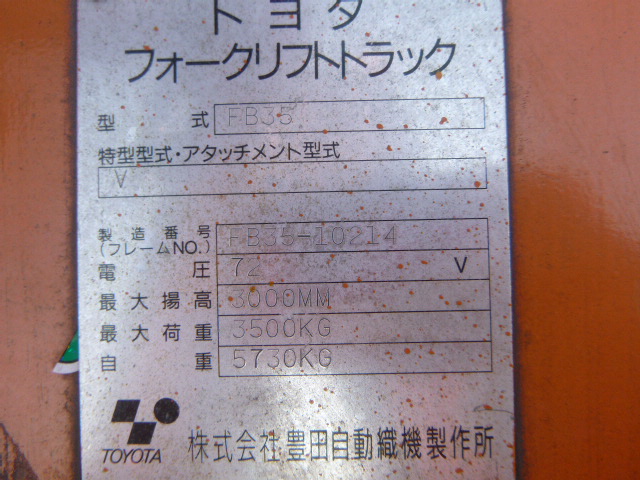 トヨタ
フォークリフトトラック
型 式 FB35
特型型式・アタッチメント型式
V
製造番号 (フレームNO.) FB35-10214
電 圧 72 V
最大揚高 3000MM
最大荷重 3500KG
自 重 5730KG
TOYOTA 株式会社 豊田自動織機製作所